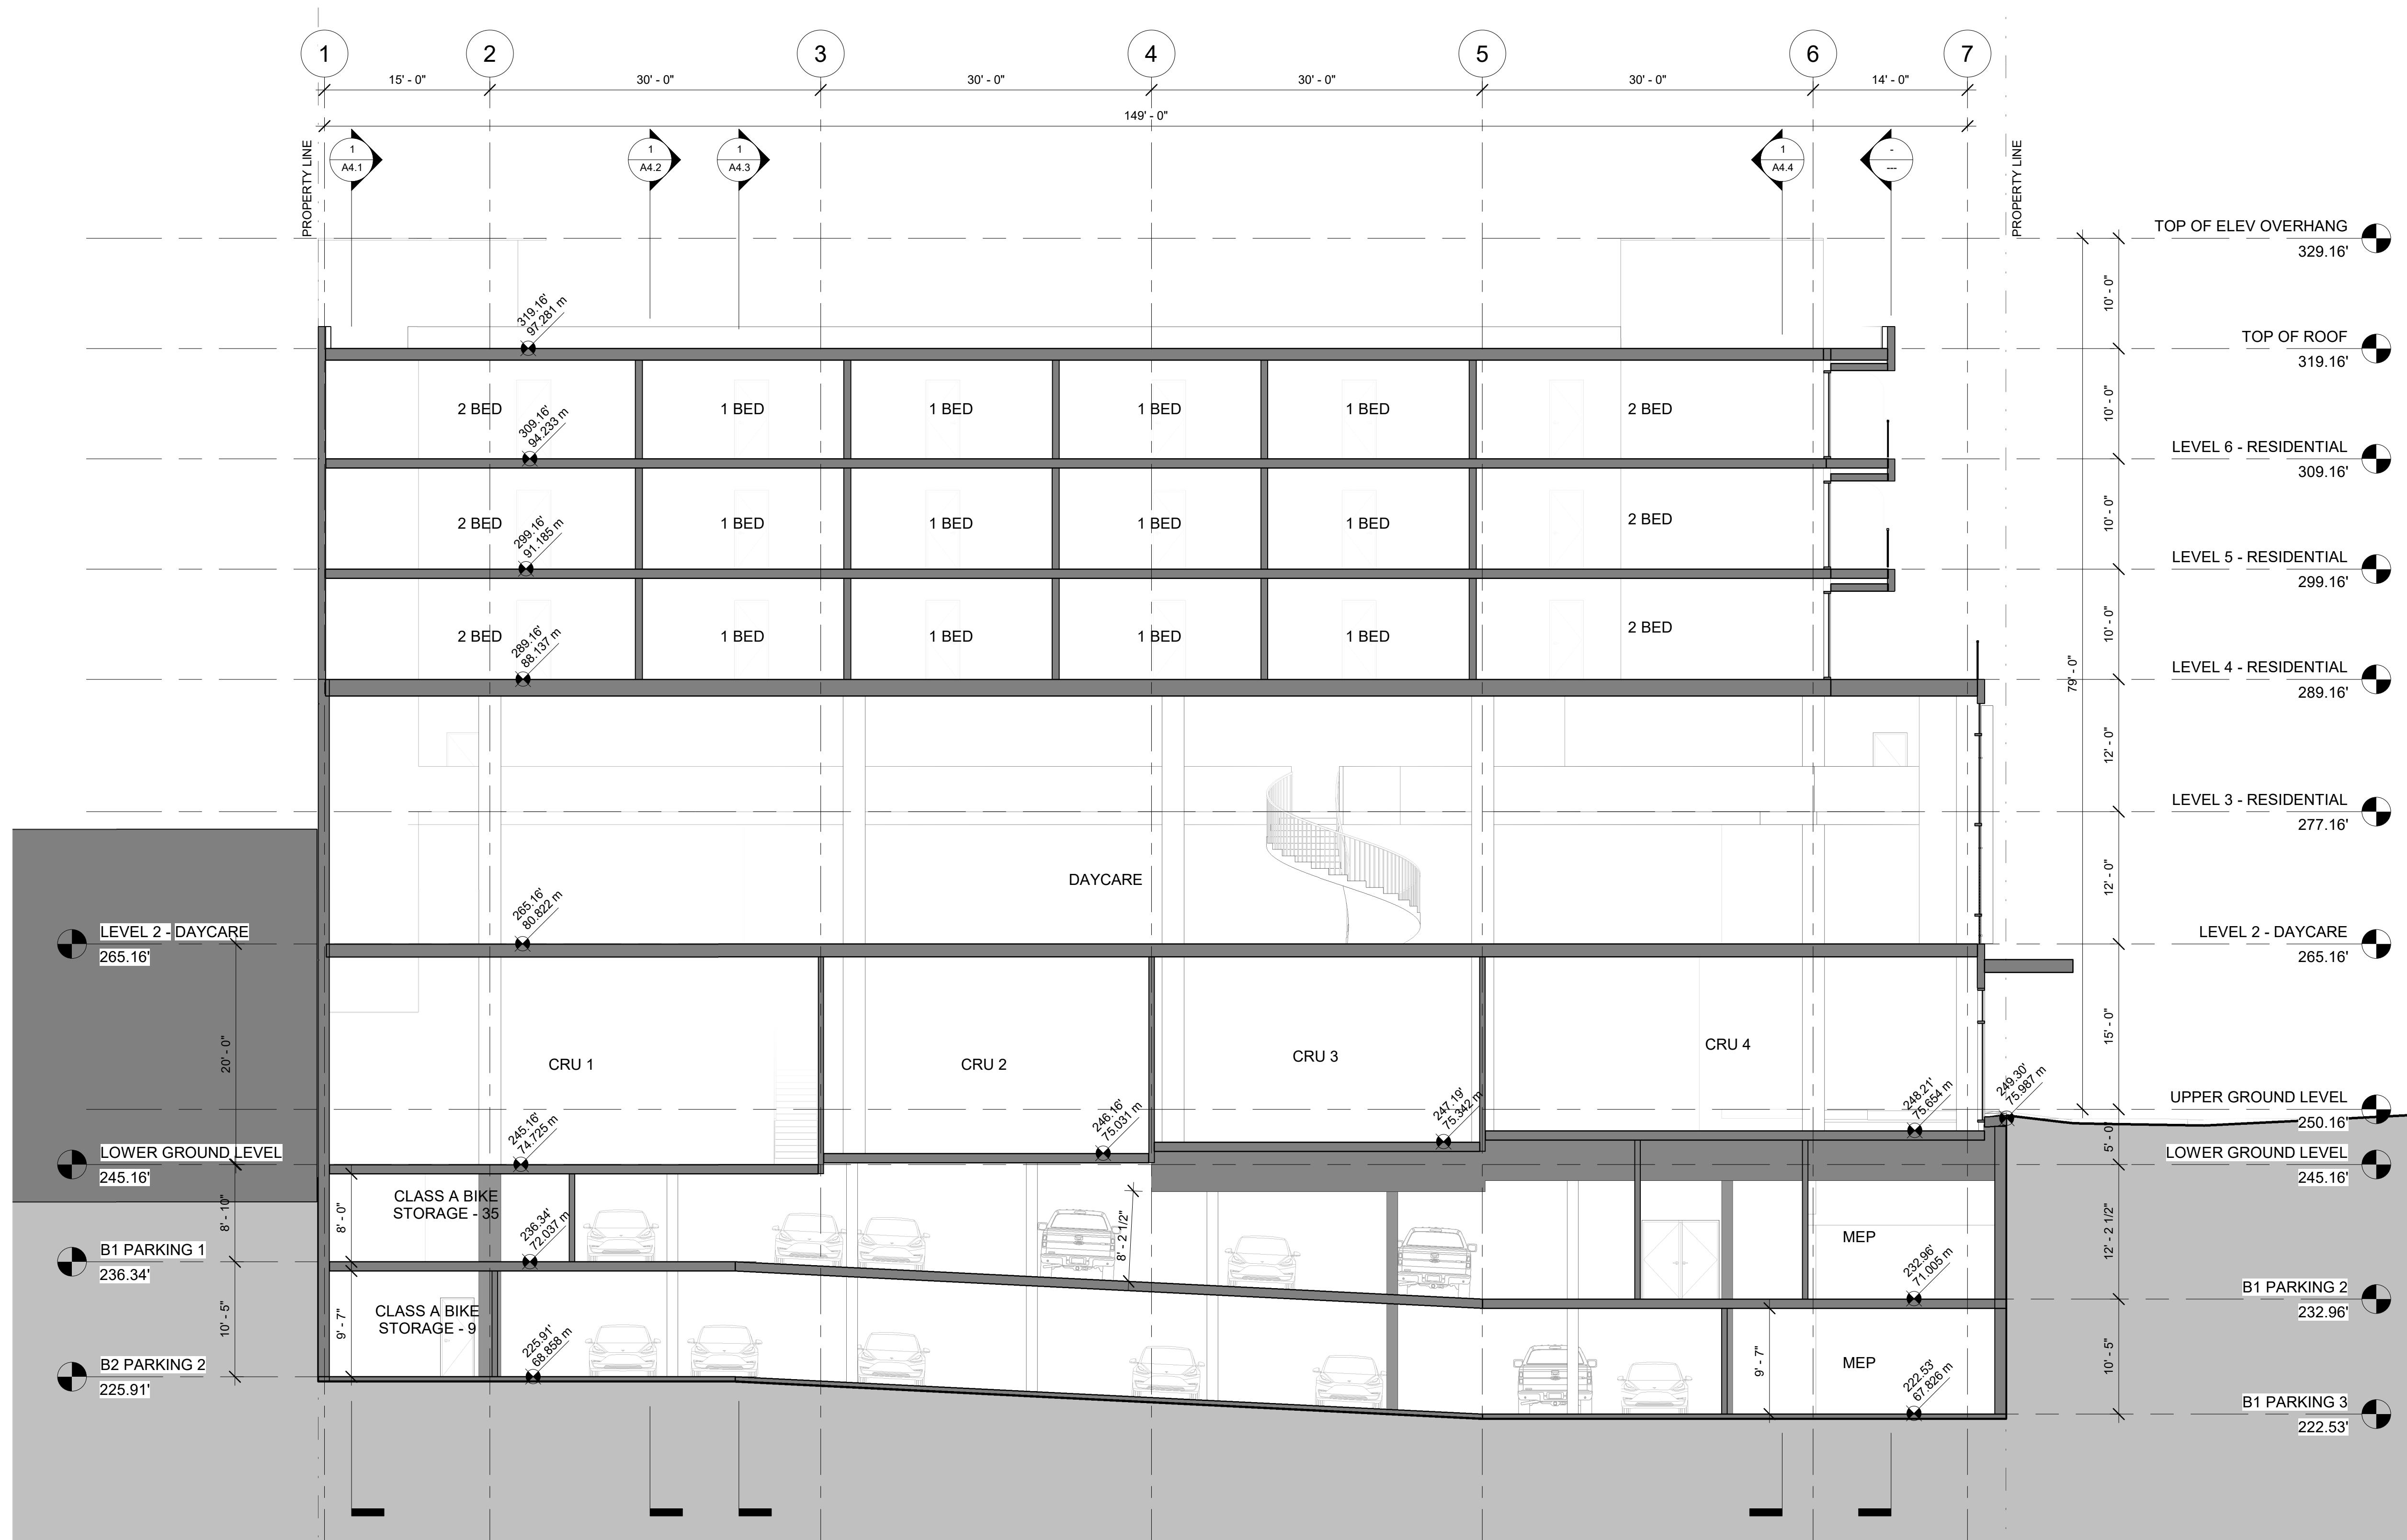 1
2
3
4
5
6
7
15' - 0"
30' - 0"
30' - 0"
30' - 0"
30' - 0"
14' - 0"
149' - 0"
PROPERTY LINE
1
A4.1
1
A4.2
1
A4.3
1
A4.4
-
---
PROPERTY LINE
TOP OF ELEV OVERHANG
329.16'
10' - 0"
319.16'
97.281 m
TOP OF ROOF
319.16'
2 BED
1 BED
1 BED
1 BED
1 BED
2 BED
10' - 0"
309.16'
94.233 m
LEVEL 6 - RESIDENTIAL
309.16'
2 BED
1 BED
1 BED
1 BED
1 BED
2 BED
10' - 0"
299.16'
91.185 m
LEVEL 5 - RESIDENTIAL
299.16'
2 BED
1 BED
1 BED
1 BED
1 BED
2 BED
10' - 0"
289.16'
88.137 m
79' - 0"
LEVEL 4 - RESIDENTIAL
289.16'
12' - 0"
LEVEL 3 - RESIDENTIAL
277.16'
DAYCARE
12' - 0"
265.16'
80.822 m
LEVEL 2 - DAYCARE
265.16'
LEVEL 2 - DAYCARE
265.16'
20' - 0"
CRU 1
CRU 2
CRU 3
CRU 4
15' - 0"
245.16'
74.725 m
246.16'
75.031 m
247.19'
75.342 m
248.21'
75.654 m
249.30'
75.987 m
UPPER GROUND LEVEL
250.16'
5' - 0"
LOWER GROUND LEVEL
245.16'
LOWER GROUND LEVEL
245.16'
8' - 10"
8' - 0"
CLASS A BIKE
STORAGE - 35
236.34'
72.037 m
8' - 2 1/2"
MEP
232.96'
71.005 m
12' - 2 1/2"
B1 PARKING 1
236.34'
B1 PARKING 2
232.96'
10' - 5"
9' - 7"
CLASS A BIKE
STORAGE - 9
225.91'
68.858 m
9' - 7"
MEP
222.53'
67.826 m
10' - 5"
B2 PARKING 2
225.91'
B1 PARKING 3
222.53'